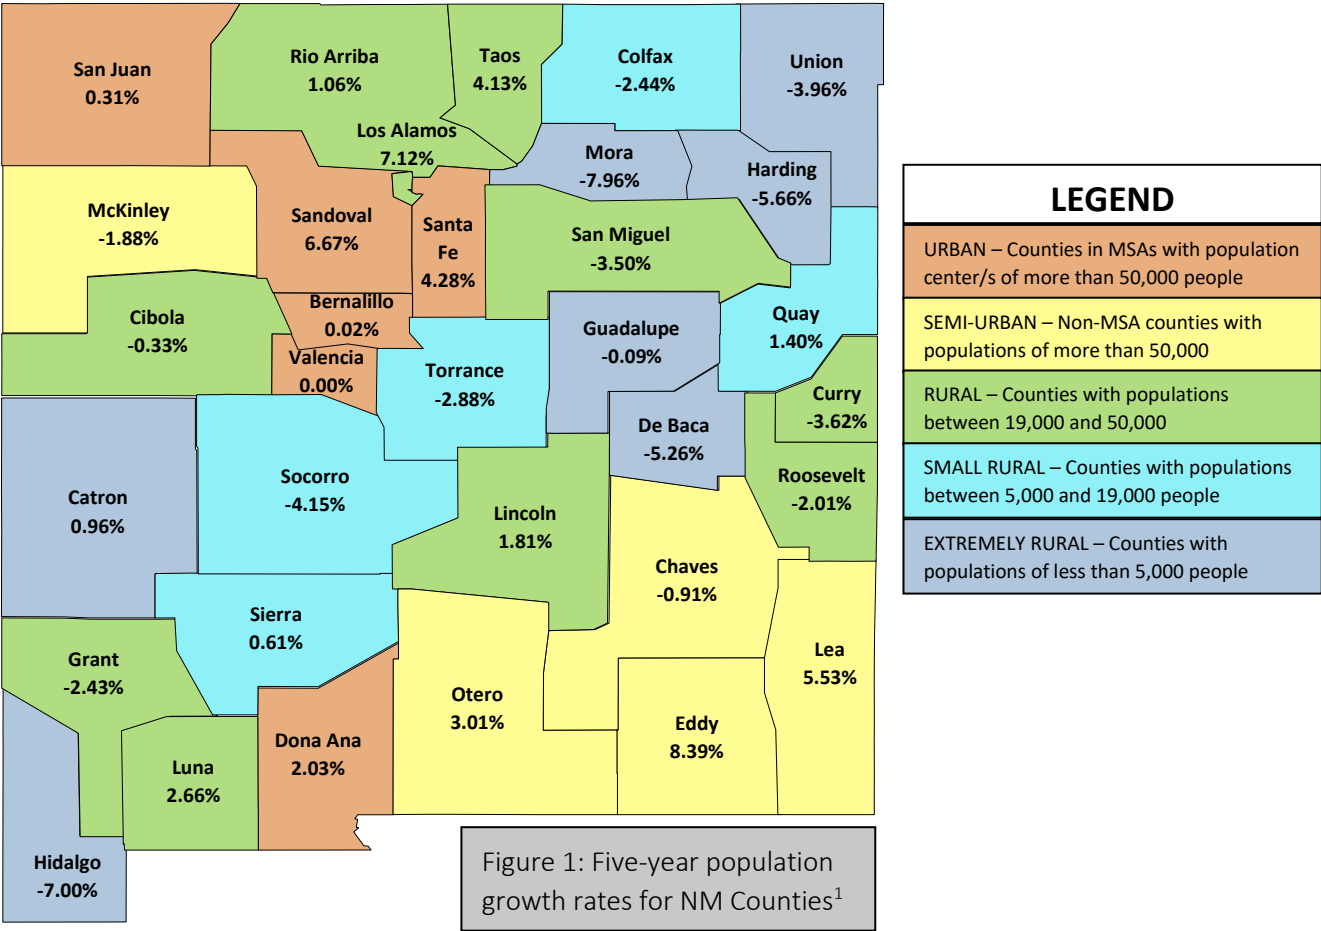 San Juan
0.31%
Rio Arriba
1.06%
Taos
4.13%
Colfax
-2.44%
Union
-3.96%
Los Alamos
7.12%
Mora
-7.96%
Harding
-5.66%
McKinley
-1.88%
Sandoval
6.67%
Santa
Fe
4.28%
San Miguel
-3.50%
Cibola
-0.33%
Bernalillo
0.02%
Guadalupe
-0.09%
Quay
1.40%
Valencia
0.00%
Torrance
-2.88%
Curry
-3.62%
De Baca
-5.26%
Catron
0.96%
Socorro
-4.15%
Lincoln
1.81%
Roosevelt
-2.01%
Chaves
-0.91%
Sierra
0.61%
Grant
-2.43%
Otero
3.01%
Lea
5.53%
Eddy
8.39%
Dona Ana
2.03%
Luna
2.66%
Hidalgo
-7.00%
LEGEND
URBAN – Counties in MSAs with population
center/s of more than 50,000 people
SEMI-URBAN – Non-MSA counties with
populations of more than 50,000
RURAL – Counties with populations
between 19,000 and 50,000
SMALL RURAL – Counties with populations
between 5,000 and 19,000 people
EXTREMELY RURAL – Counties with
populations of less than 5,000 people
Figure 1: Five-year population
growth rates for NM Counties¹